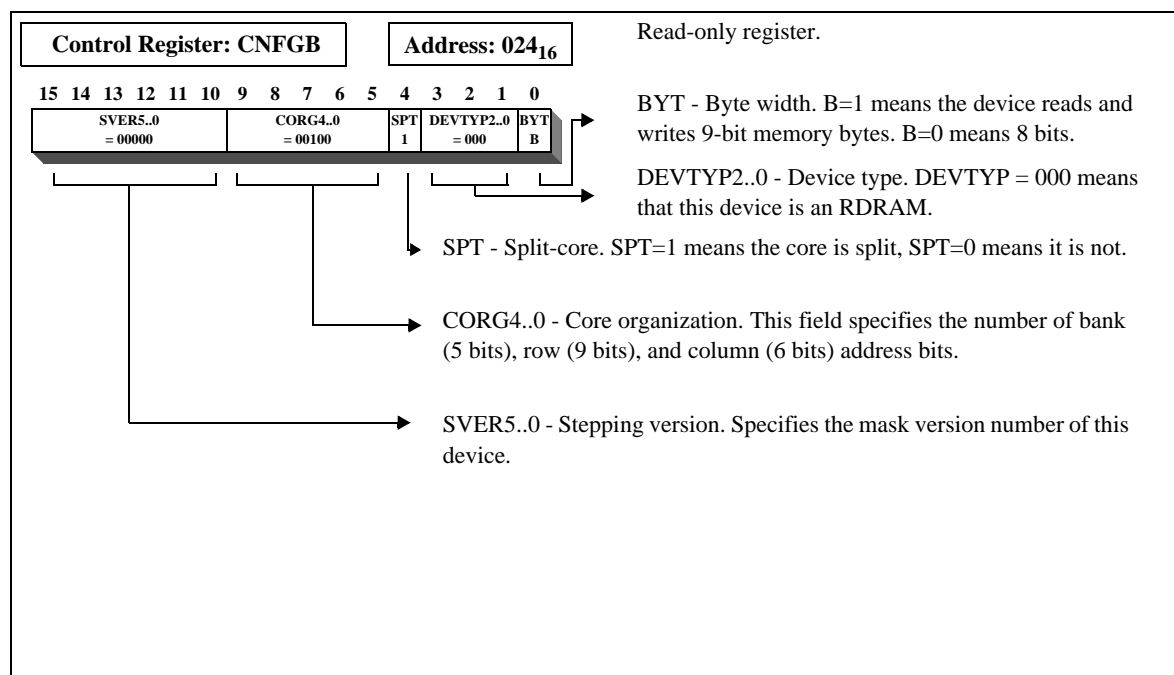 Control Register: CNFGB
Address: 024₁₆
Read-only register.
15 14 13 12 11 10 9 8 7 6 5 4 3 2 1 0
SVER5..0
= 00000
CORG4..0
= 00100
SPT
1
DEVTYP2..0
= 000
BYT
B
BYT - Byte width. B=1 means the device reads and
writes 9-bit memory bytes. B=0 means 8 bits.
DEVTYP2..0 - Device type. DEVTYP = 000 means
that this device is an RDRAM.
SPT - Split-core. SPT=1 means the core is split, SPT=0 means it is not.
CORG4..0 - Core organization. This field specifies the number of bank
(5 bits), row (9 bits), and column (6 bits) address bits.
SVER5..0 - Stepping version. Specifies the mask version number of this
device.